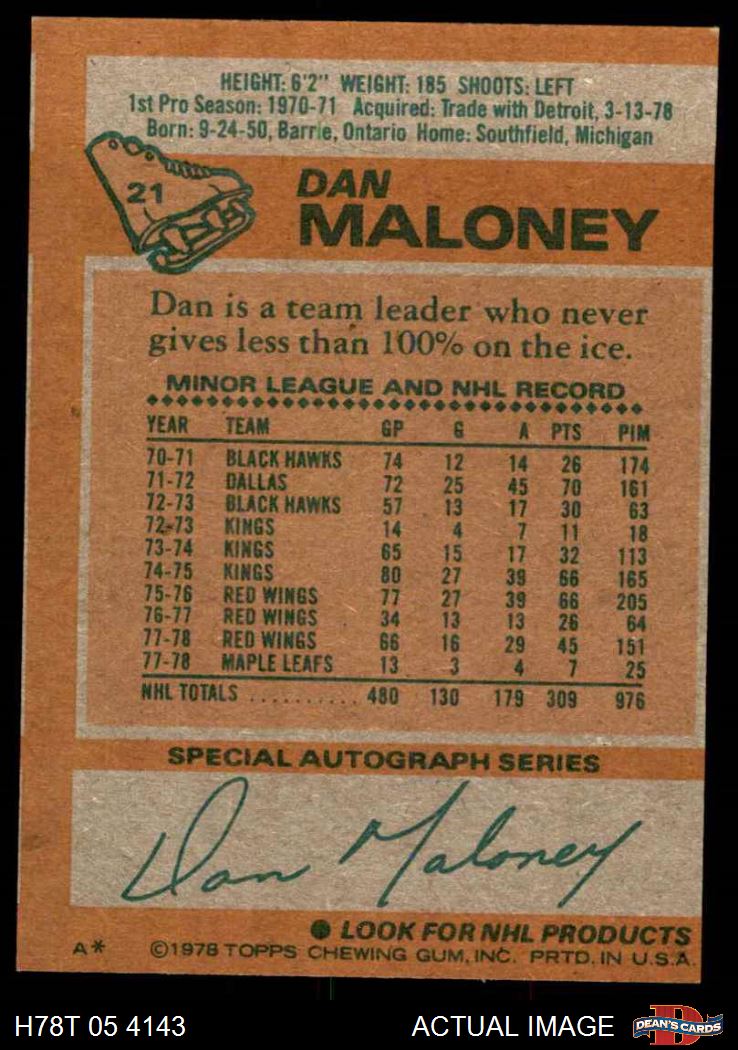 HEIGHT: 6'2" WEIGHT: 185 SHOOTS: LEFT
1st Pro Season: 1970-71 Acquired: Trade with Detroit, 3-13-78
Born: 9-24-50, Barrie, Ontario Home: Southfield, Michigan
21
DAN
MALONEY
Dan is a team leader who never
gives less than 100% on the ice.
MINOR LEAGUE AND NHL RECORD
YEAR TEAM GP G A PTS PIM
70-71 BLACK HAWKS 74 12 14 26 174
71-72 DALLAS 72 25 45 70 161
72-73 BLACK HAWKS 57 13 17 30 63
72-73 KINGS 14 4 7 11 18
73-74 KINGS 65 15 17 32 113
74-75 KINGS 80 27 39 66 165
75-76 RED WINGS 77 27 39 66 205
76-77 RED WINGS 34 13 13 26 64
77-78 RED WINGS 66 16 29 45 151
77-78 MAPLE LEAFS 13 3 4 7 25
NHL TOTALS .......... 480 130 179 309 976
SPECIAL AUTOGRAPH SERIES
Dan Maloney
● LOOK FOR NHL PRODUCTS
A* ©1978 TOPPS CHEWING GUM, INC. PRTD. IN U.S.A.
H78T 05 4143 ACTUAL IMAGE D DEAN'S CARDS